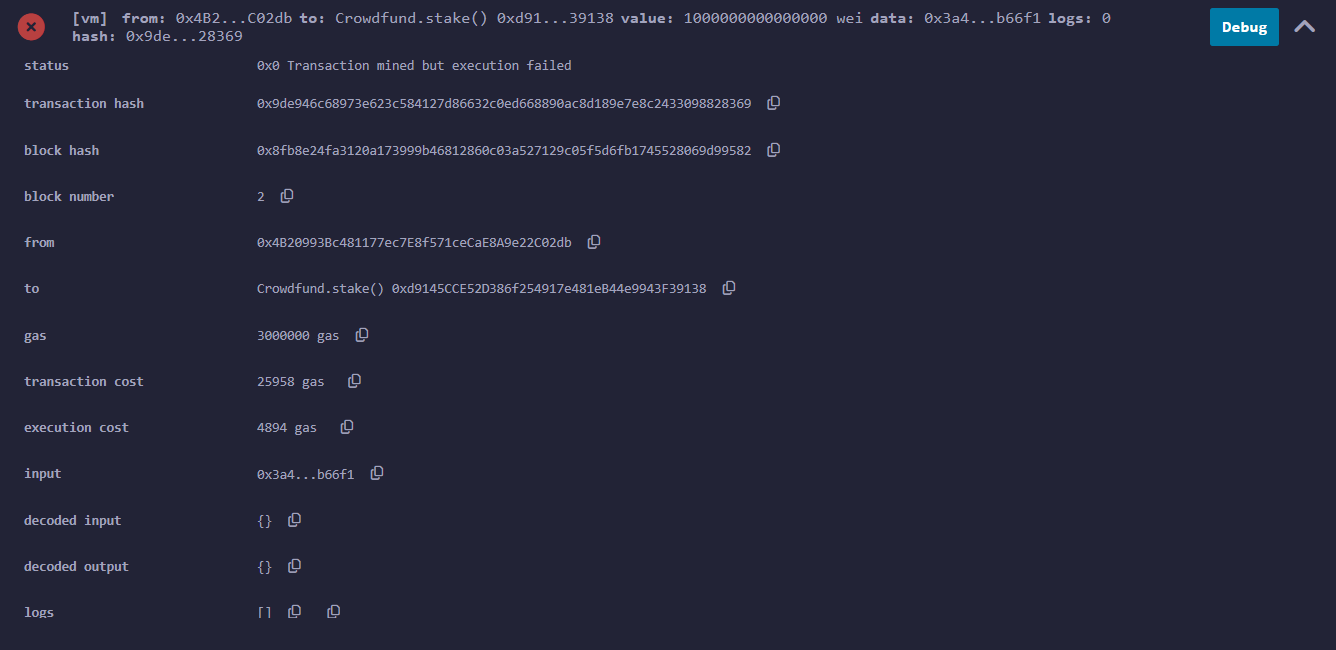 [vm] from: 0x4B2...C02db to: Crowdfund.stake() 0xd91...39138 value: 1000000000000000 wei data: 0x3a4...b66f1 logs: 0
hash: 0x9de...28369
Debug
status 0x0 Transaction mined but execution failed
transaction hash 0x9de946c68973e623c584127d86632c0ed668890ac8d189e7e8c2433098828369
block hash 0x8fb8e24fa3120a173999b46812860c03a527129c05f5d6fb1745528069d99582
block number 2
from 0x4B20993Bc481177ec7E8f571ceCaE8A9e22C02db
to Crowdfund.stake() 0xd9145CCE52D386f254917e481eB44e9943F39138
gas 3000000 gas
transaction cost 25958 gas
execution cost 4894 gas
input 0x3a4...b66f1
decoded input {}
decoded output {}
logs []